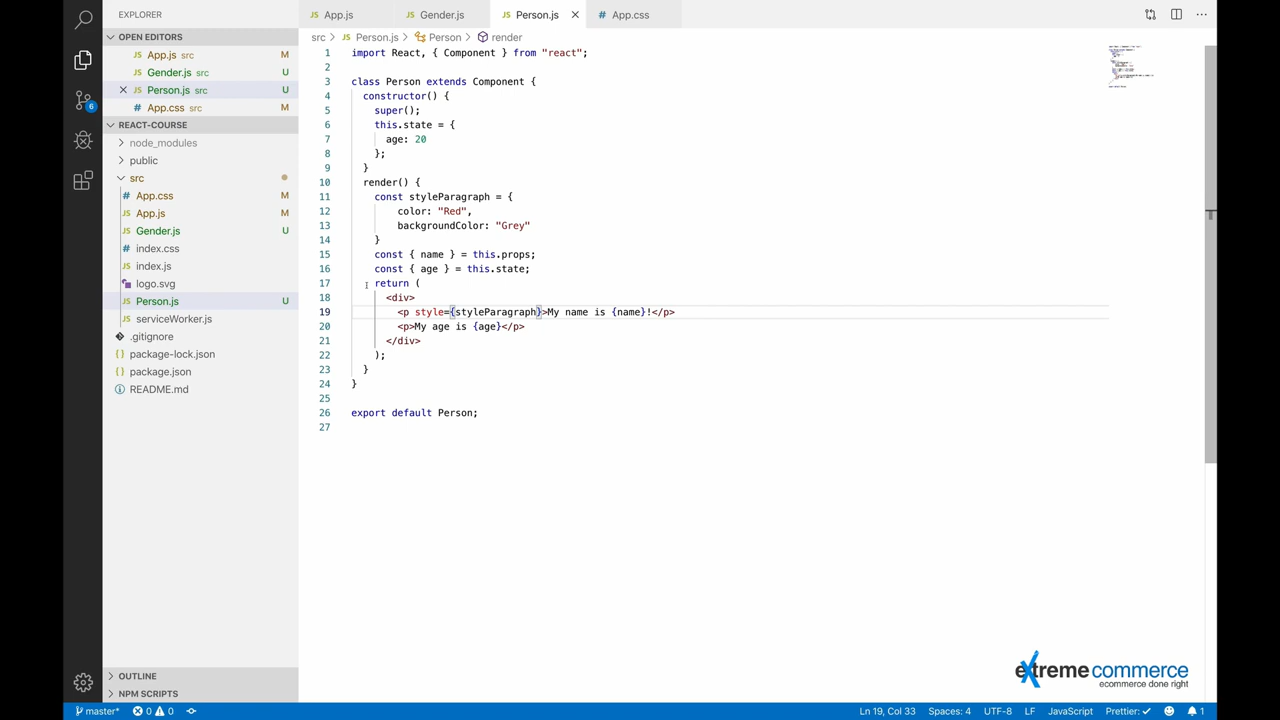 EXPLORER
OPEN EDITORS
JS App.js src M
JS Gender.js src U
JS Person.js src U
# App.css src M
REACT-COURSE
node_modules
public
src
# App.css M
JS App.js M
JS Gender.js U
# index.css
JS index.js
logo.svg
JS Person.js U
JS serviceWorker.js
.gitignore
package-lock.json
package.json
README.md
OUTLINE
NPM SCRIPTS
6
JS App.js
JS Gender.js
JS Person.js
# App.css
src > JS Person.js > Person > render
1 import React, { Component } from "react";
2
3 class Person extends Component {
4 constructor() {
5 super();
6 this.state = {
7 age: 20
8 };
9 }
10 render() {
11 const styleParagraph = {
12 color: "Red",
13 backgroundColor: "Grey"
14 }
15 const { name } = this.props;
16 const { age } = this.state;
17 return (
18 <div>
19 <p style={styleParagraph}>My name is {name}!</p>
20 <p>My age is {age}</p>
21 </div>
22 );
23 }
24 }
25
26 export default Person;
27
extreme commerce
ecommerce done right
master* 0 0 Ln 19, Col 33 Spaces: 4 UTF-8 LF JavaScript Prettier: ✓ 1